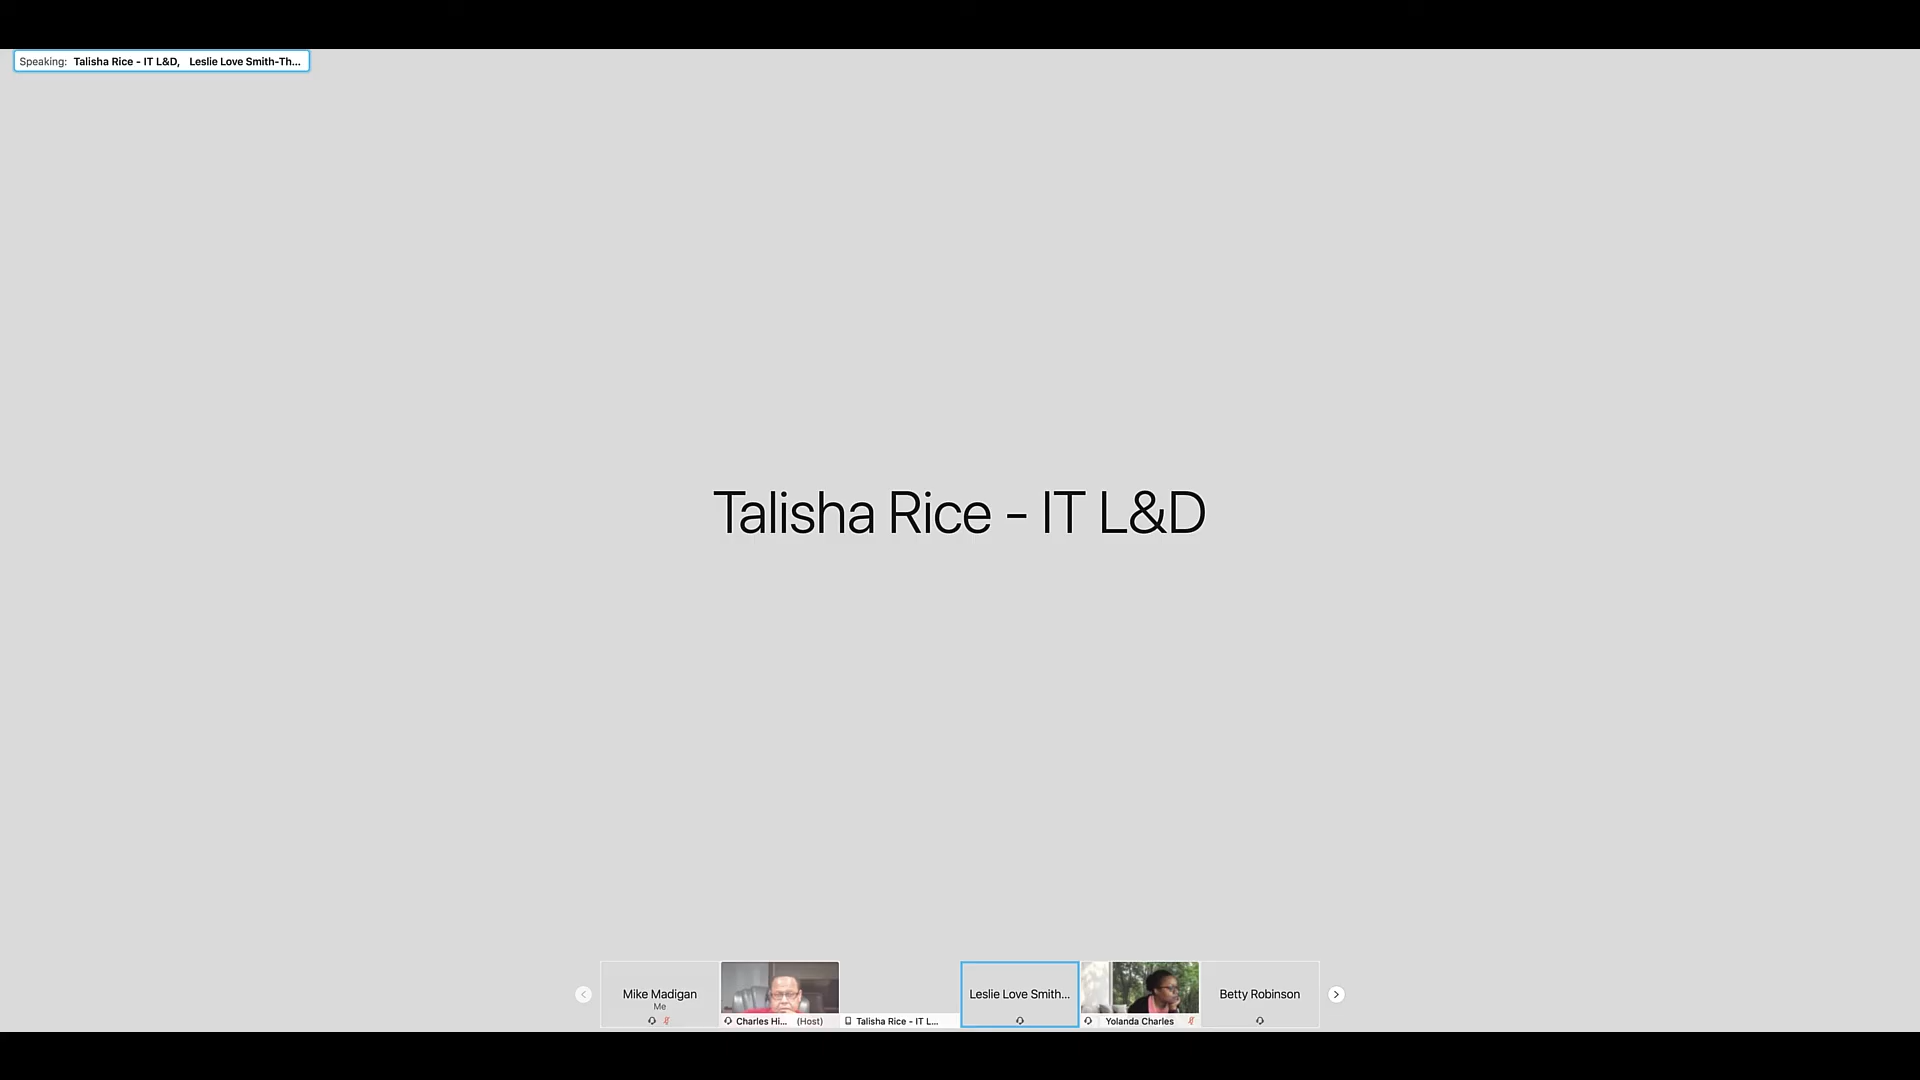 Speaking: Talisha Rice - IT L&D, Leslie Love Smith-Th...
Talisha Rice - IT L&D
Mike Madigan
Me
Charles Hi... (Host)
Talisha Rice - IT L...
Leslie Love Smith...
Yolanda Charles
Betty Robinson